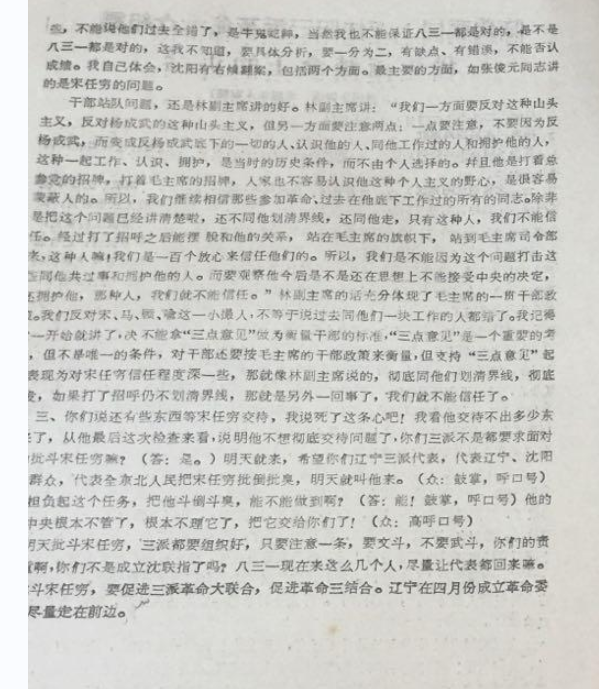 些，不能说他们过去全错了，是牛鬼蛇神，当然我也不能保证八三一都是对的，是不是
八三一都是对的，这我不知道，要具体分析，要一分为二，有缺点、有错误，不能否认
成绩。我自己体会，沈阳有右倾翻案，包括两个方面。最主要的方面，如张俊元同志讲
的是宋任穷的问题。
干部站队问题，还是林副主席讲的好。林副主席讲：“我们一方面要反对这种山头
主义，反对杨成武的这种山头主义，但另一方面要注意两点：一点要注意，不要因为反
杨成武，而变成反杨成武底下的一切的人、认识他的人、同他工作过的人和拥护他的人，
这种一起工作、认识、拥护，是当时的历史条件，而不由个人选择的。幷且他是打着总
参党的招牌，打着毛主席的招牌，人家也不容易认识他这种个人主义的野心，是很容易
蒙蔽人的。所以，我们继续相信那些参加革命、过去在他底下工作过的所有的同志。除非
是把这个问题已经讲清楚啦，还不同他划清界线，还同他走，只有这种人，我们不能信
任。经过打了招呼之后能摆脱和他的关系，站在毛主席的旗帜下，站到毛主席司令部
来，这种人嘛！我们是一百个放心来信任他们的。所以，我们是不能因为这个问题打击这
些同他共过事和拥护他的人。而要观察他今后是不是还在思想上不能接受中央的决定，
还拥护他，那种人，我们就不能信任。”林副主席的话充分体现了毛主席的一贯干部政
。我们反对宋、马、顾、喻这一小撮人，不等于说过去同他们一块工作的人都错了。我记得
一开始就讲了，决不能拿“三点意见”做为衡量干部的标准，“三点意见”是一个重要的考
，但不是唯一的条件，对干部还要按毛主席的干部政策来衡量，但支持“三点意见”起
表现为对宋任穷信任程度深一些，那就像林副主席说的，彻底同他们划清界线，彻底
，如果打了招呼仍不划清界线，那就是另外一回事了，我们就不能信任了。
三、你们说还有些东西等宋任穷交待，我说死了这条心吧！我看他交待不出多少东
了，从他最后这次检查来看，说明他不想彻底交待问题了，你们三派不是都要求面对
批斗宋任穷嘛？（答：是。）明天就来，希望你们辽宁三派代表，代表辽宁、沈阳
群众，代表全东北人民把宋任穷批倒批臭，明天就叫他来。（众：鼓掌，呼口号）
担负起这个任务，把他斗倒斗臭，能不能做到啊？（答：能！鼓掌，呼口号）他的
中央根本不管了，根本不理它了，把它交给你们了！（众：高呼口号）
明天批斗宋任穷，三派都要组织好，只要注意一条，要文斗，不要武斗，你们的责
啊，你们不是成立沈联指了吗？八三一现在来这么几个人，尽量让代表都回来嘛。
斗宋任穷，要促进三派革命大联合，促进革命三结合。辽宁在四月份成立革命委
尽量走在前边。